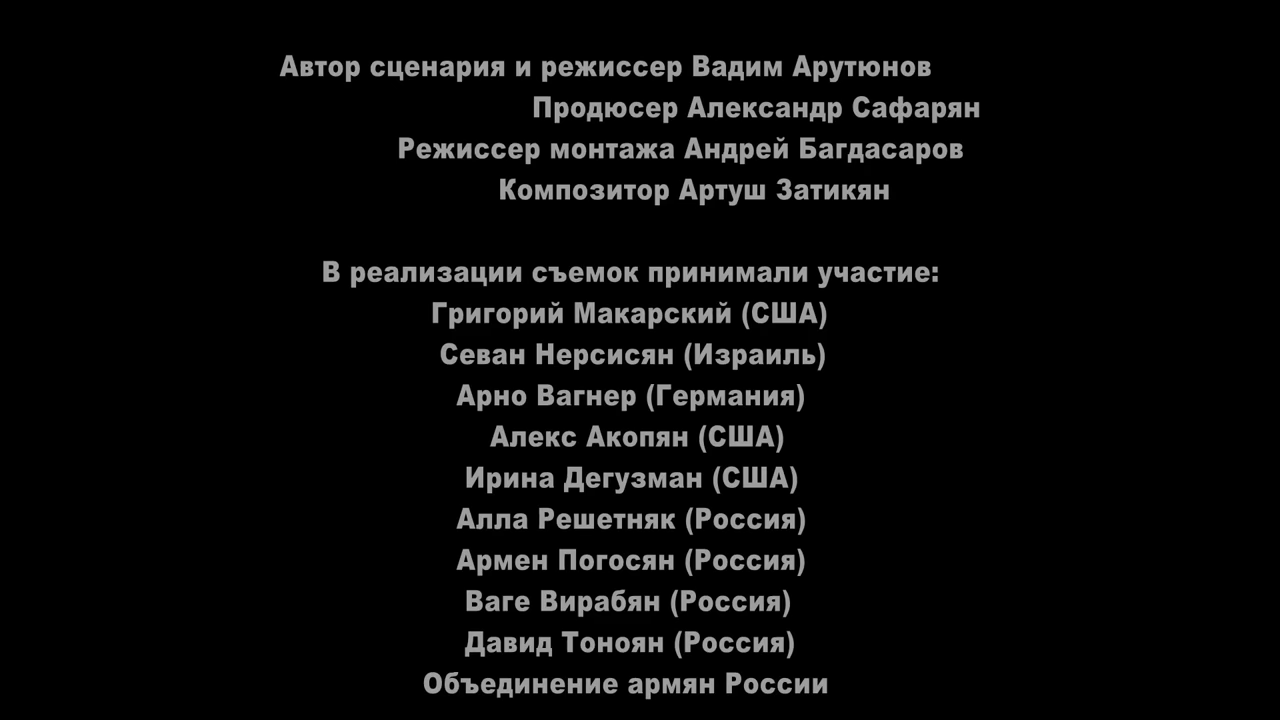 Автор сценария и режиссер Вадим Арутюнов
Продюсер Александр Сафарян
Режиссер монтажа Андрей Багдасаров
Композитор Артуш Затикян
В реализации съемок принимали участие:
Григорий Макарский (США)
Севан Нерсисян (Израиль)
Арно Вагнер (Германия)
Алекс Акопян (США)
Ирина Дегузман (США)
Алла Решетняк (Россия)
Армен Погосян (Россия)
Ваге Вирабян (Россия)
Давид Тоноян (Россия)
Объединение армян России